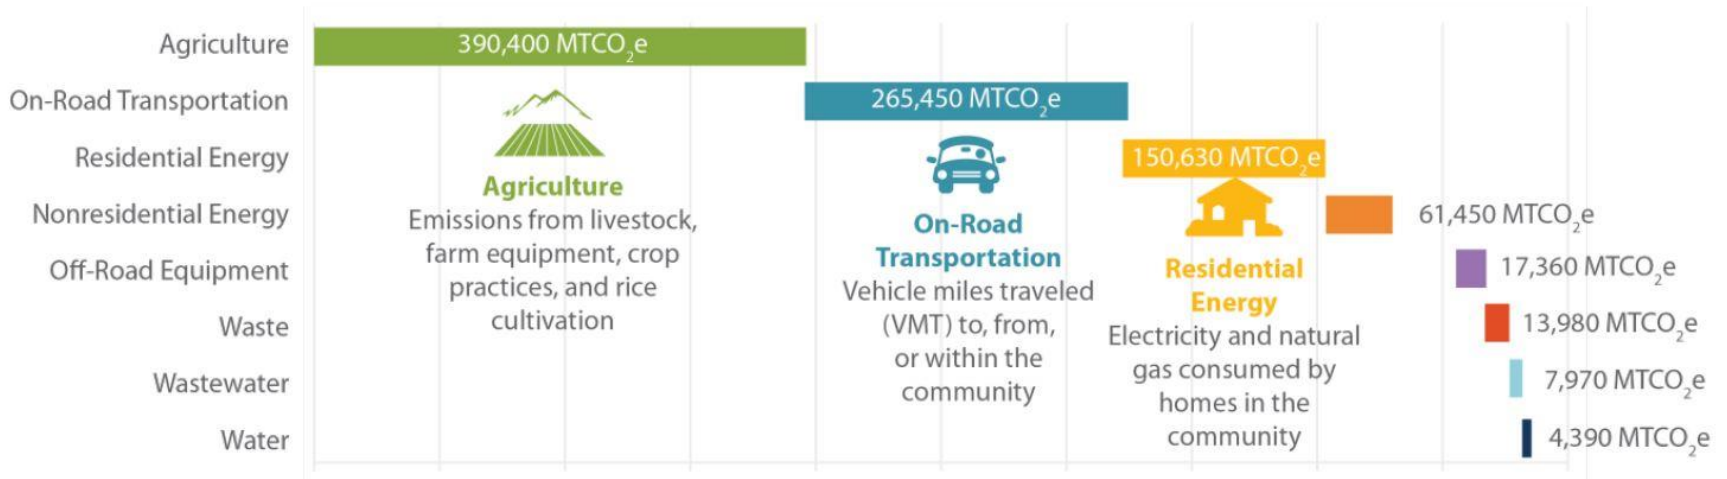 Agriculture
390,400 MTCO₂e
On-Road Transportation
265,450 MTCO₂e
Residential Energy
150,630 MTCO₂e
Nonresidential Energy
61,450 MTCO₂e
Off-Road Equipment
17,360 MTCO₂e
Waste
13,980 MTCO₂e
Wastewater
7,970 MTCO₂e
Water
4,390 MTCO₂e
Agriculture
Emissions from livestock,
farm equipment, crop
practices, and rice
cultivation
On-Road
Transportation
Vehicle miles traveled
(VMT) to, from,
or within the
community
Residential
Energy
Electricity and natural
gas consumed by
homes in the
community